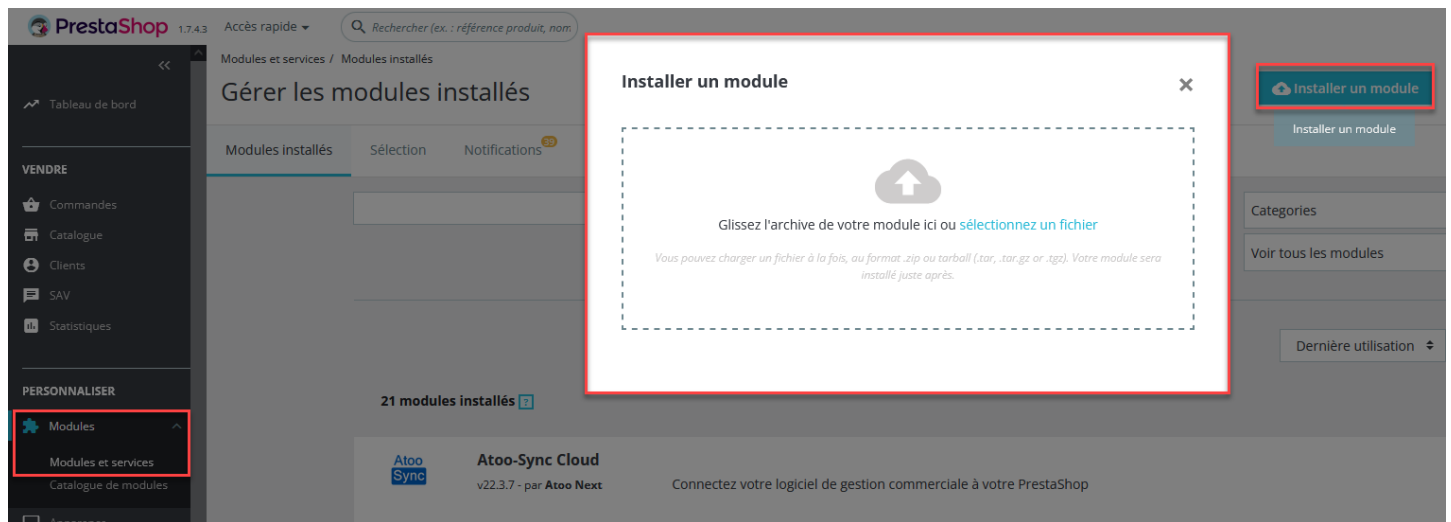 PrestaShop 1.7.4.3
Accès rapide
Rechercher (ex. : référence produit, nom
Tableau de bord
VENDRE
Commandes
Catalogue
Clients
SAV
Statistiques
PERSONNALISER
Modules
Modules et services
Catalogue de modules
Modules et services / Modules installés
Gérer les modules installés
Installer un module
Installer un module
Modules installés
Sélection
Notifications
Installer un module
×
Glissez l'archive de votre module ici ou sélectionnez un fichier
Vous pouvez charger un fichier à la fois, au format .zip ou tarball (.tar, .tar.gz or .tgz). Votre module sera
installé juste après.
Categories
Voir tous les modules
Dernière utilisation
21 modules installés ?
Atoo
Sync
Atoo-Sync Cloud
v22.3.7 - par Atoo Next
Connectez votre logiciel de gestion commerciale à votre PrestaShop